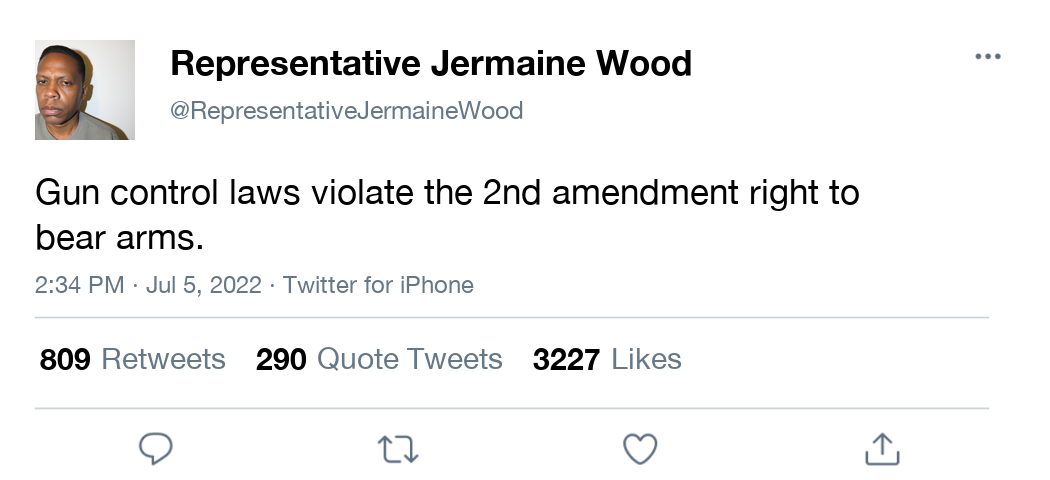 Representative Jermaine Wood
@RepresentativeJermaineWood
Gun control laws violate the 2nd amendment right to
bear arms.
2:34 PM · Jul 5, 2022 · Twitter for iPhone
809 Retweets 290 Quote Tweets 3227 Likes